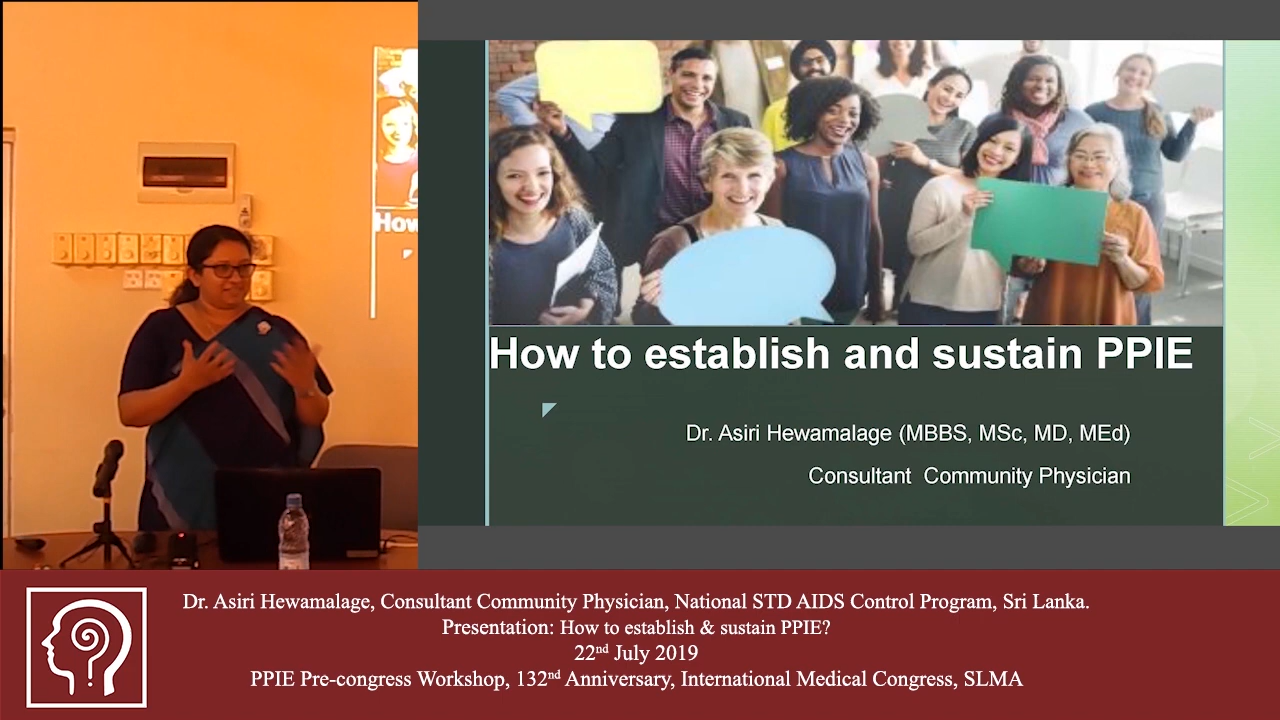 How
How to establish and sustain PPIE
Dr. Asiri Hewamalage (MBBS, MSc, MD, MEd)
Consultant Community Physician
Dr. Asiri Hewamalage, Consultant Community Physician, National STD AIDS Control Program, Sri Lanka.
Presentation: How to establish & sustain PPIE?
22nd July 2019
PPIE Pre-congress Workshop, 132nd Anniversary, International Medical Congress, SLMA